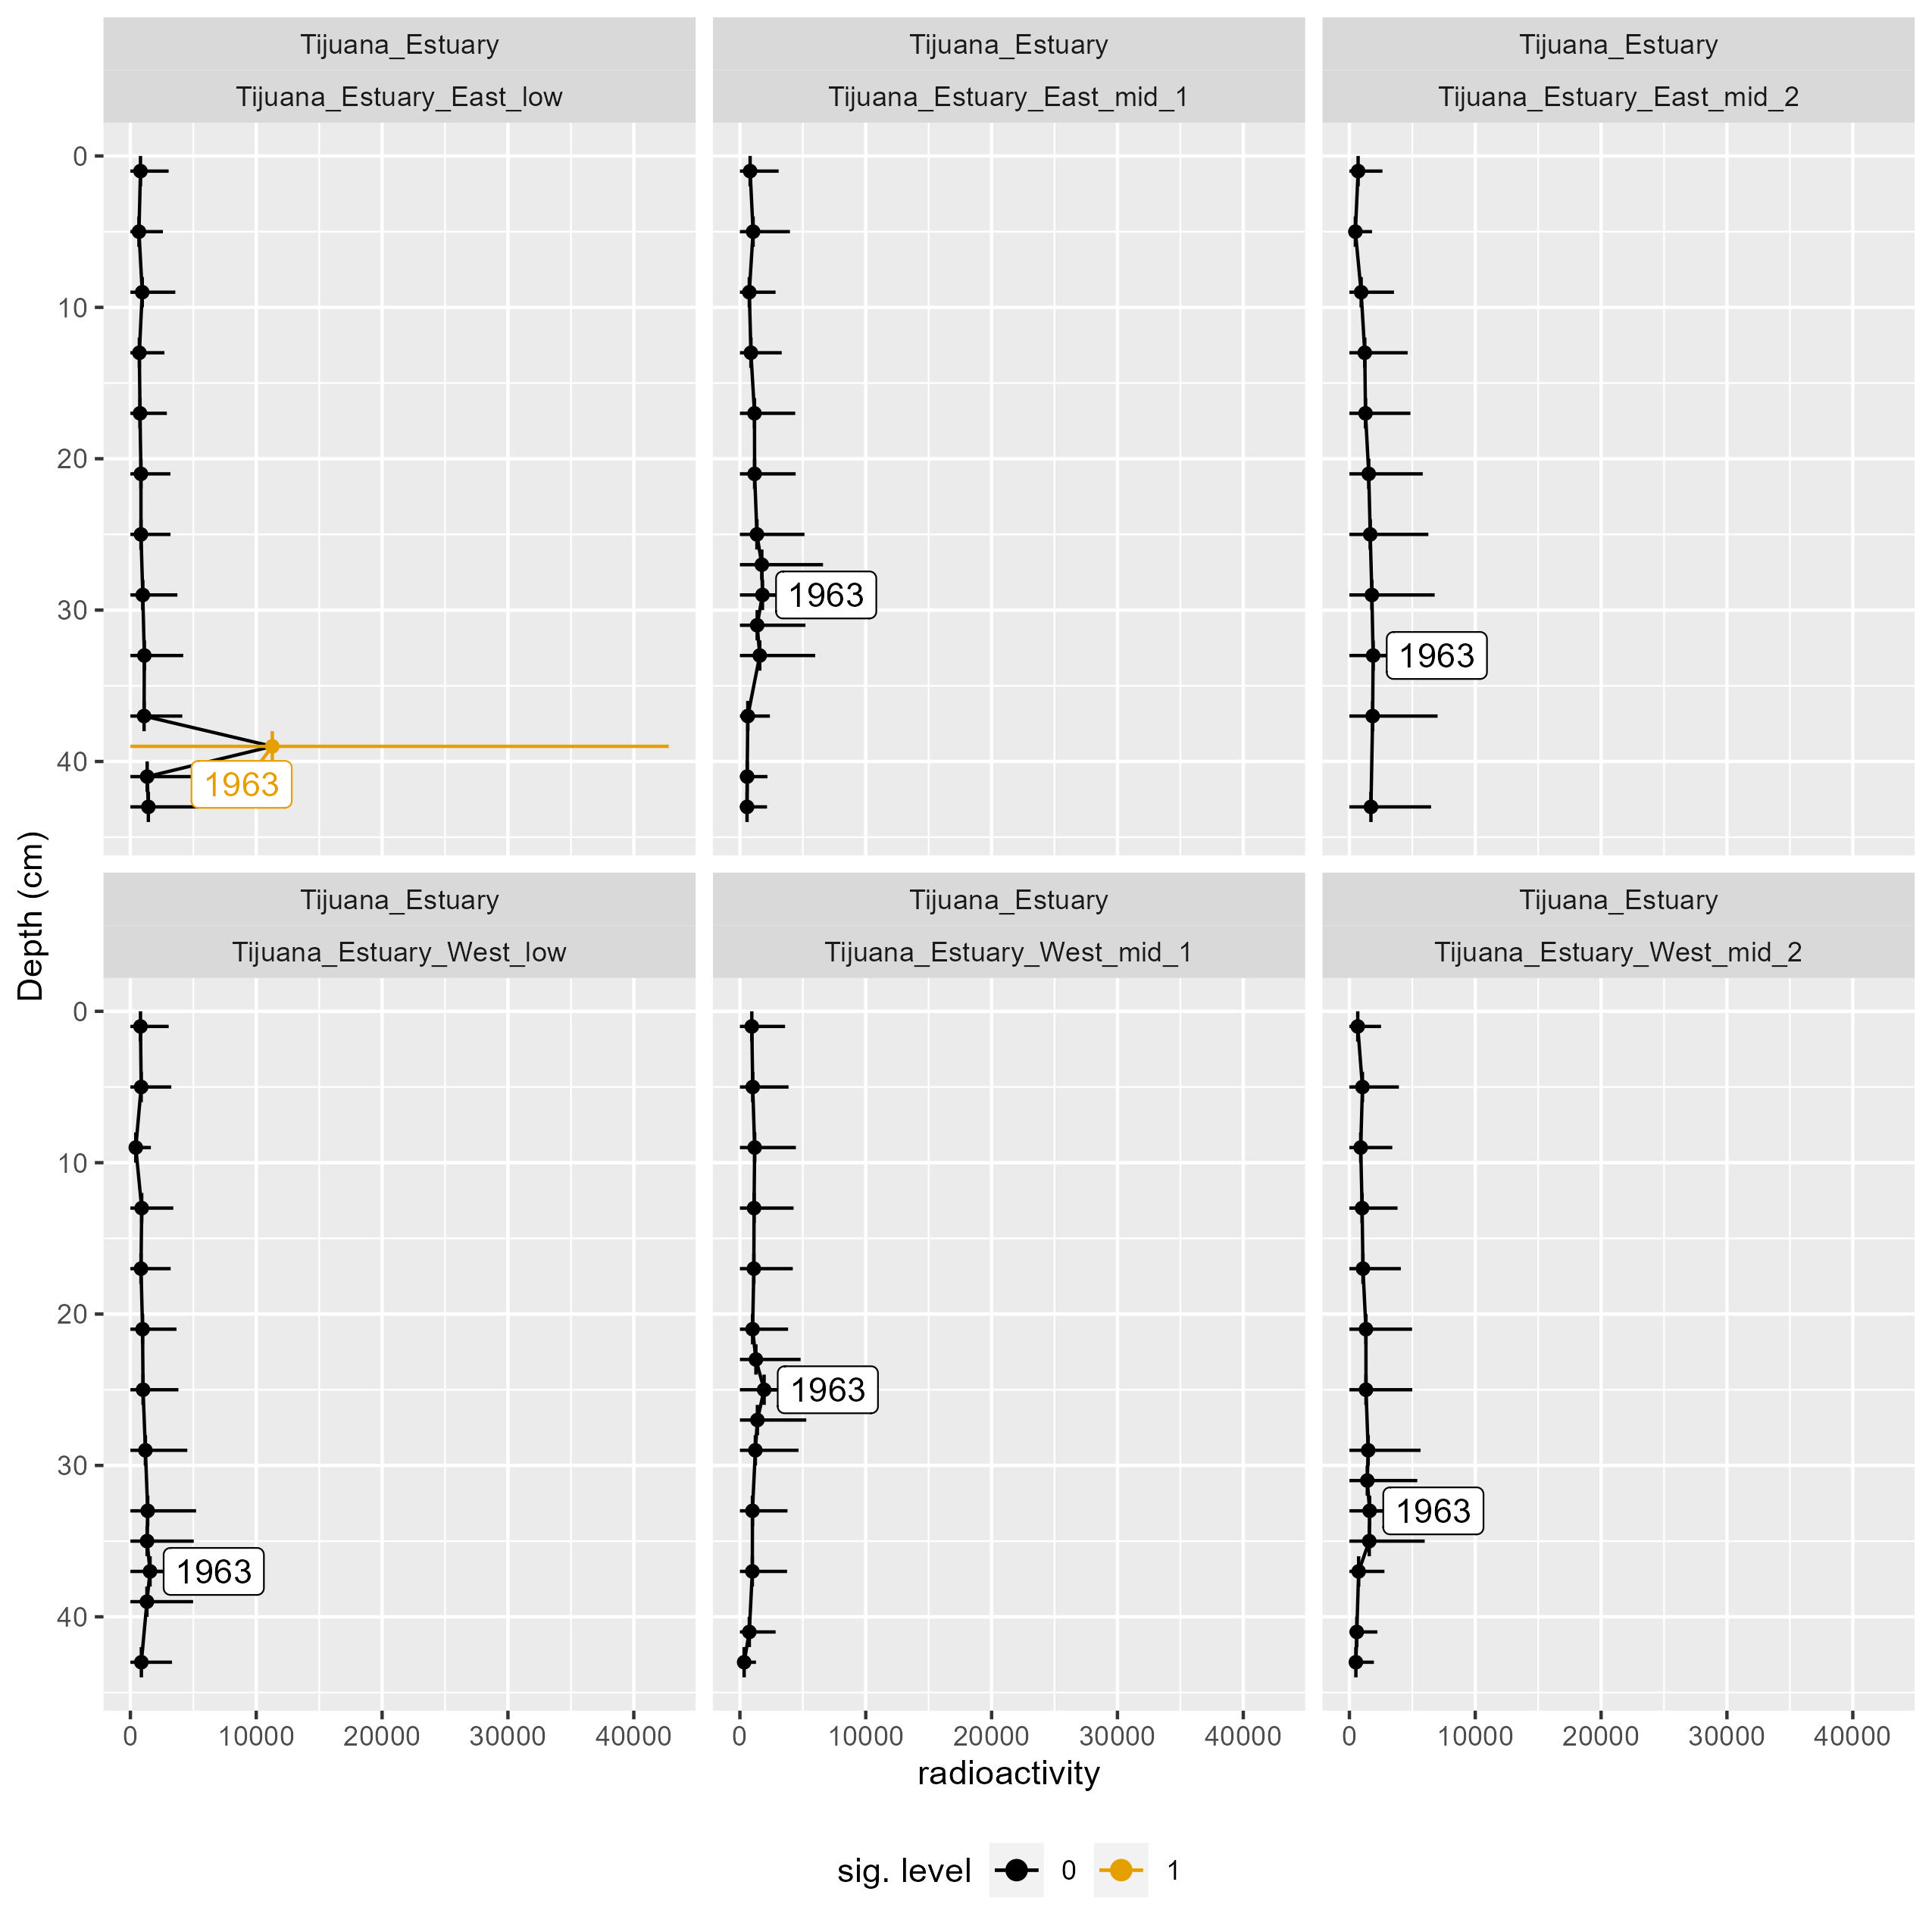 Tijuana_Estuary
Tijuana_Estuary_East_low
Tijuana_Estuary
Tijuana_Estuary_East_mid_1
Tijuana_Estuary
Tijuana_Estuary_East_mid_2
0
10
20
30
40
1963
1963
1963
Depth (cm)
Tijuana_Estuary
Tijuana_Estuary_West_low
Tijuana_Estuary
Tijuana_Estuary_West_mid_1
Tijuana_Estuary
Tijuana_Estuary_West_mid_2
0
10
20
30
40
1963
1963
1963
0 10000 20000 30000 40000
0 10000 20000 30000 40000
0 10000 20000 30000 40000
radioactivity
sig. level 0 1